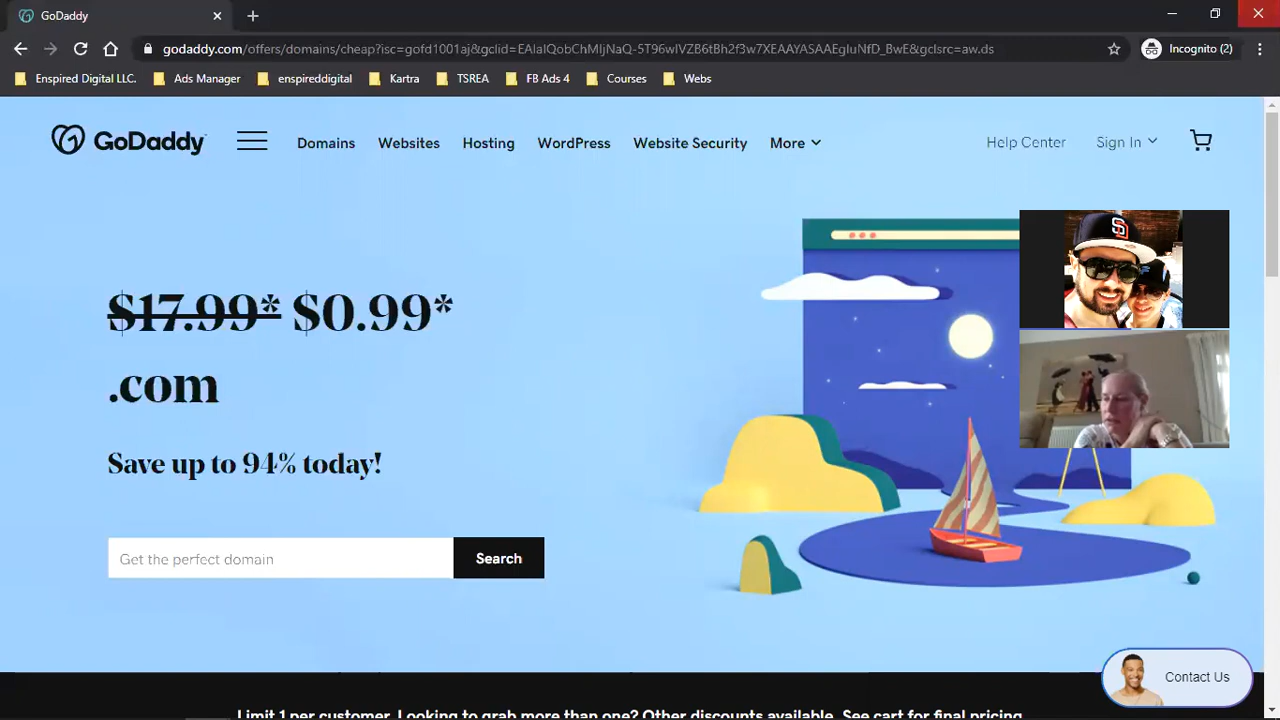 GoDaddy
godaddy.com/offers/domains/cheap?isc=gofd1001aj&gclid=EAIaIQobChMIjNaQ-5T96wIVZB6tBh2f3w7XEAAYASAAEgIuNfD_BwE&gclsrc=aw.ds
Incognito (2)
Enspired Digital LLC. Ads Manager enspireddigital Kartra TSREA FB Ads 4 Courses Webs
GoDaddy Domains Websites Hosting WordPress Website Security More Help Center Sign In
$17.99* $0.99*
.com
Save up to 94% today!
Get the perfect domain Search
Contact Us
Limit 1 per customer. Looking to grab more than one? Other discounts available. See cart for final pricing